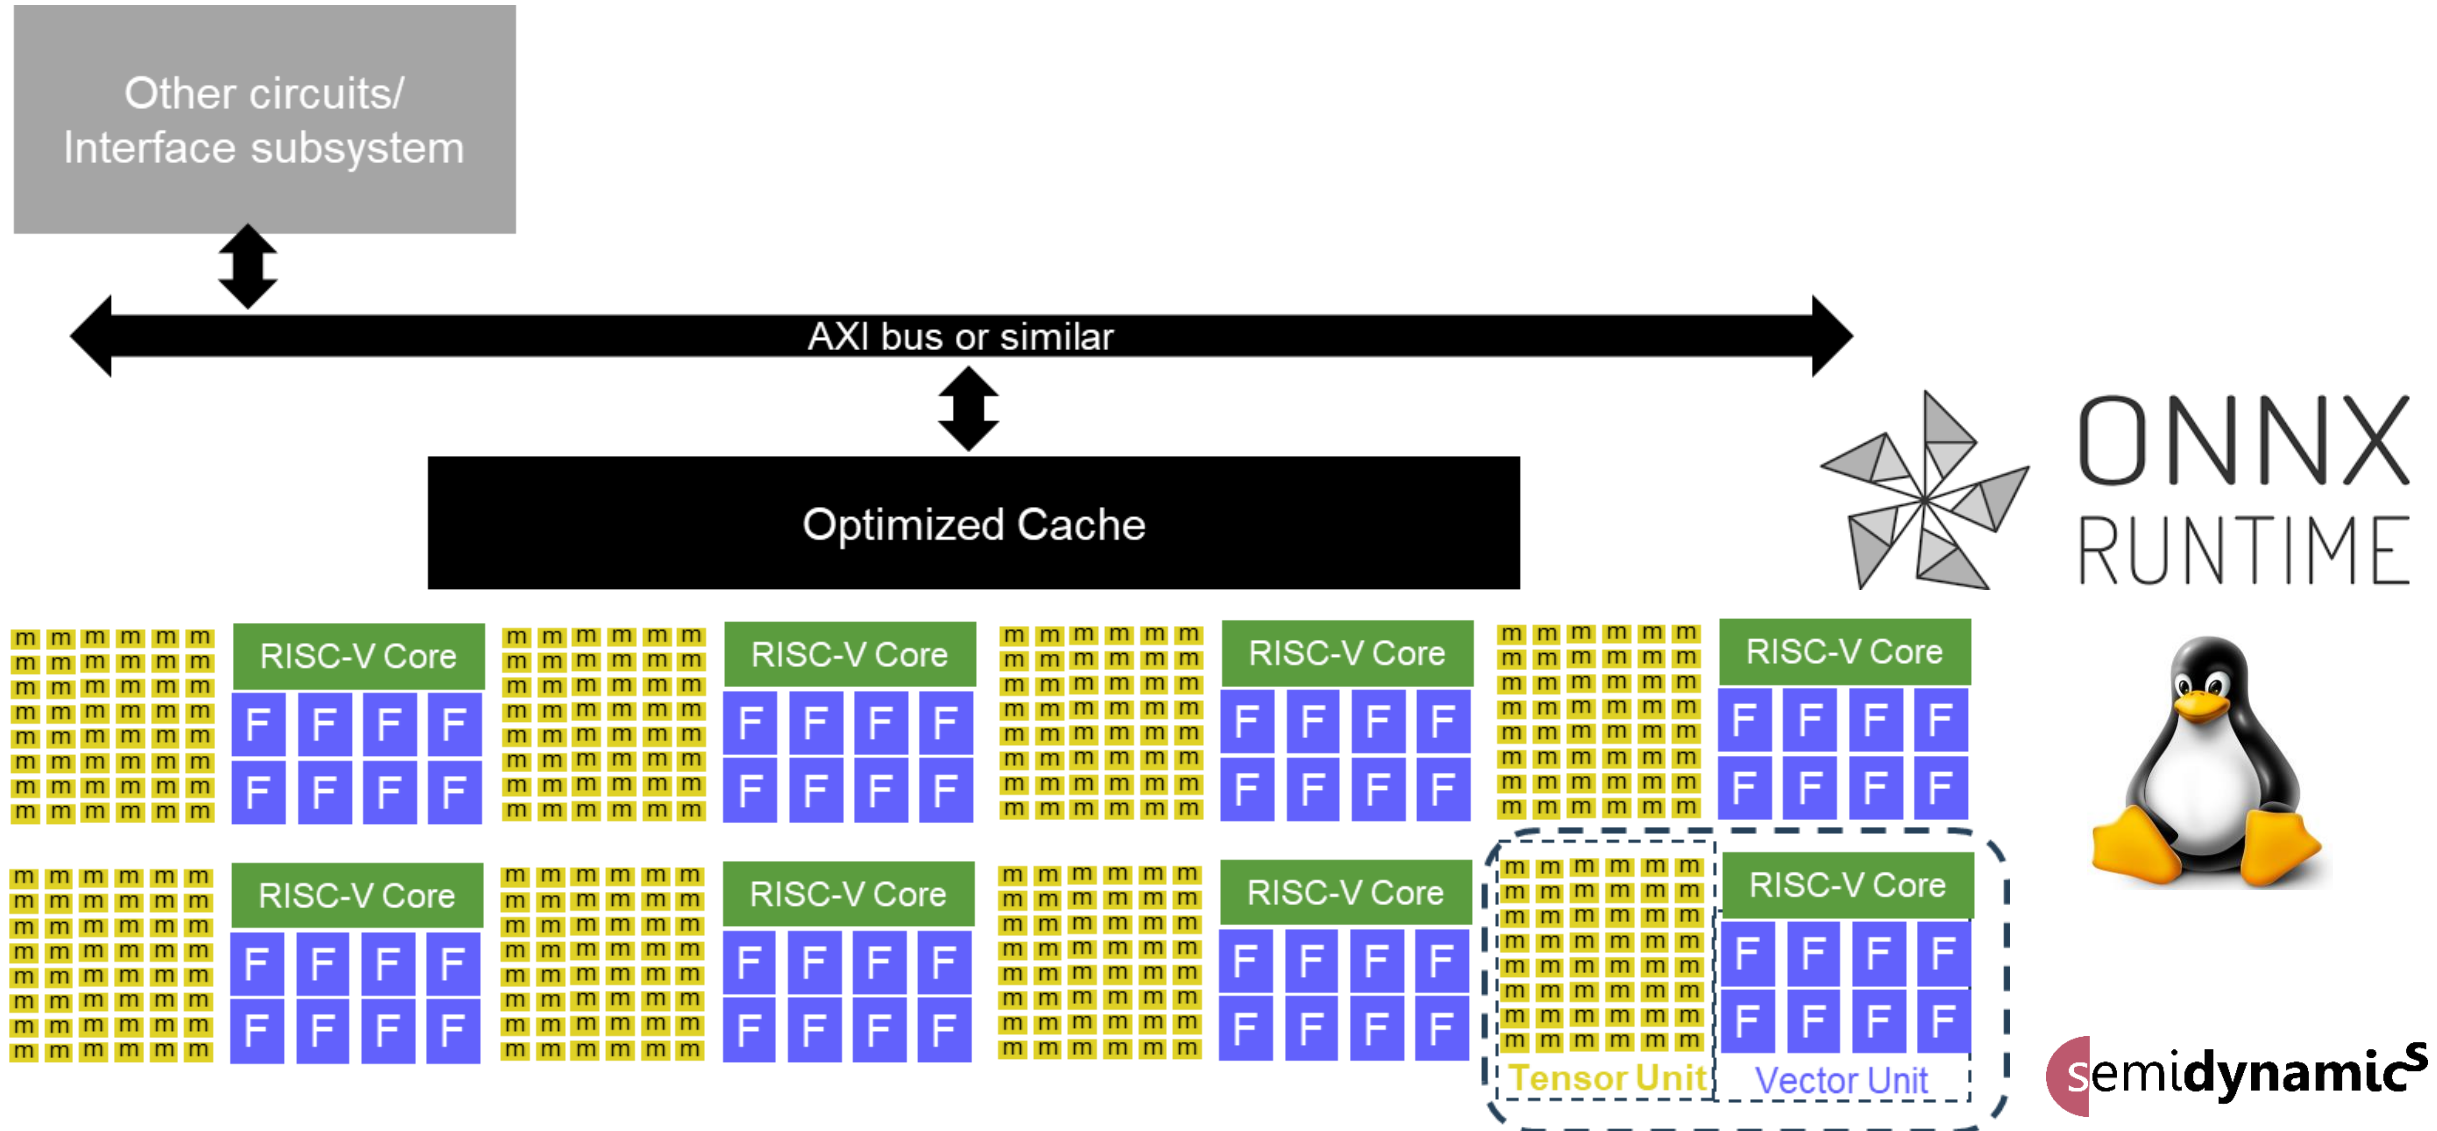 Other circuits/
Interface subsystem
AXI bus or similar
Optimized Cache
ONNX
RUNTIME
m m m m m m
m m m m m m
m m m m m m
m m m m m m
m m m m m m
m m m m m m
m m m m m m
m m m m m m
RISC-V Core
F F F F
F F F F
m m m m m m
m m m m m m
m m m m m m
m m m m m m
m m m m m m
m m m m m m
m m m m m m
m m m m m m
RISC-V Core
F F F F
F F F F
m m m m m m
m m m m m m
m m m m m m
m m m m m m
m m m m m m
m m m m m m
m m m m m m
m m m m m m
RISC-V Core
F F F F
F F F F
m m m m m m
m m m m m m
m m m m m m
m m m m m m
m m m m m m
m m m m m m
m m m m m m
m m m m m m
RISC-V Core
F F F F
F F F F
m m m m m m
m m m m m m
m m m m m m
m m m m m m
m m m m m m
m m m m m m
m m m m m m
m m m m m m
RISC-V Core
F F F F
F F F F
m m m m m m
m m m m m m
m m m m m m
m m m m m m
m m m m m m
m m m m m m
m m m m m m
m m m m m m
RISC-V Core
F F F F
F F F F
m m m m m m
m m m m m m
m m m m m m
m m m m m m
m m m m m m
m m m m m m
m m m m m m
m m m m m m
RISC-V Core
F F F F
F F F F
m m m m m m
m m m m m m
m m m m m m
m m m m m m
m m m m m m
m m m m m m
m m m m m m
m m m m m m
RISC-V Core
F F F F
F F F F
Tensor Unit
Vector Unit
semidynamics